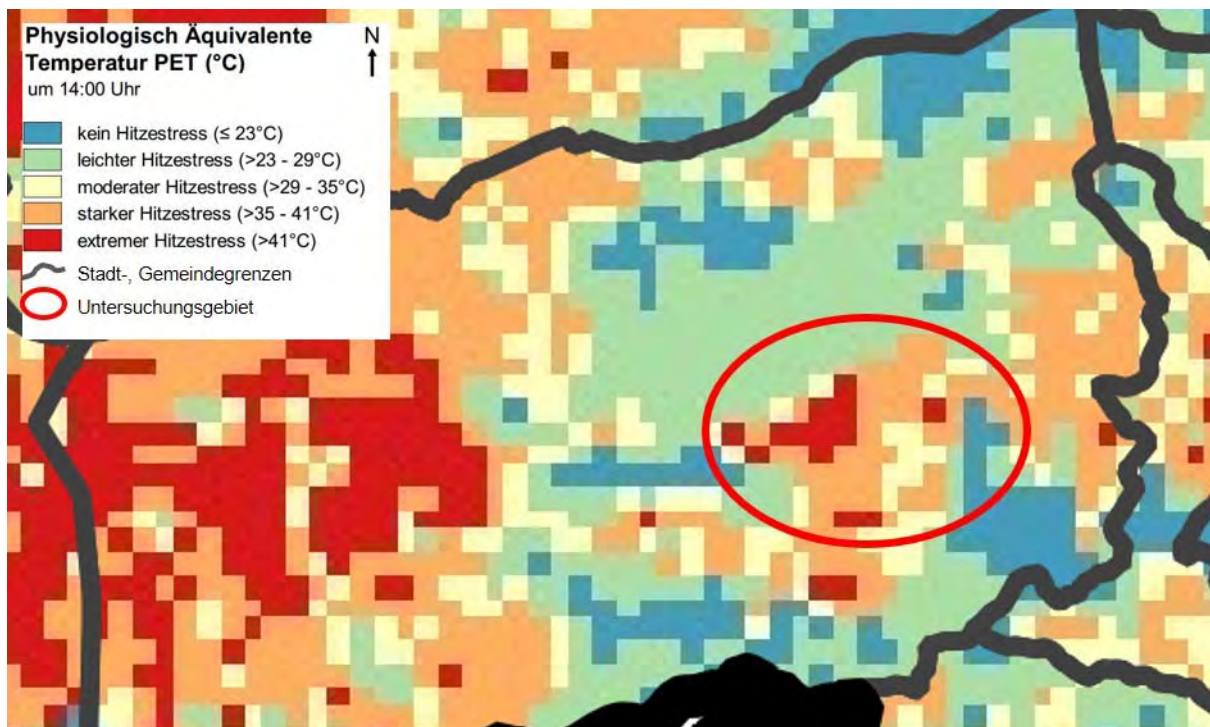 Physiologisch Äquivalente
Temperatur PET (°C)
um 14:00 Uhr
N
kein Hitzestress (≤ 23°C)
leichter Hitzestress (>23 - 29°C)
moderater Hitzestress (>29 - 35°C)
starker Hitzestress (>35 - 41°C)
extremer Hitzestress (>41°C)
Stadt-, Gemeindegrenzen
Untersuchungsgebiet